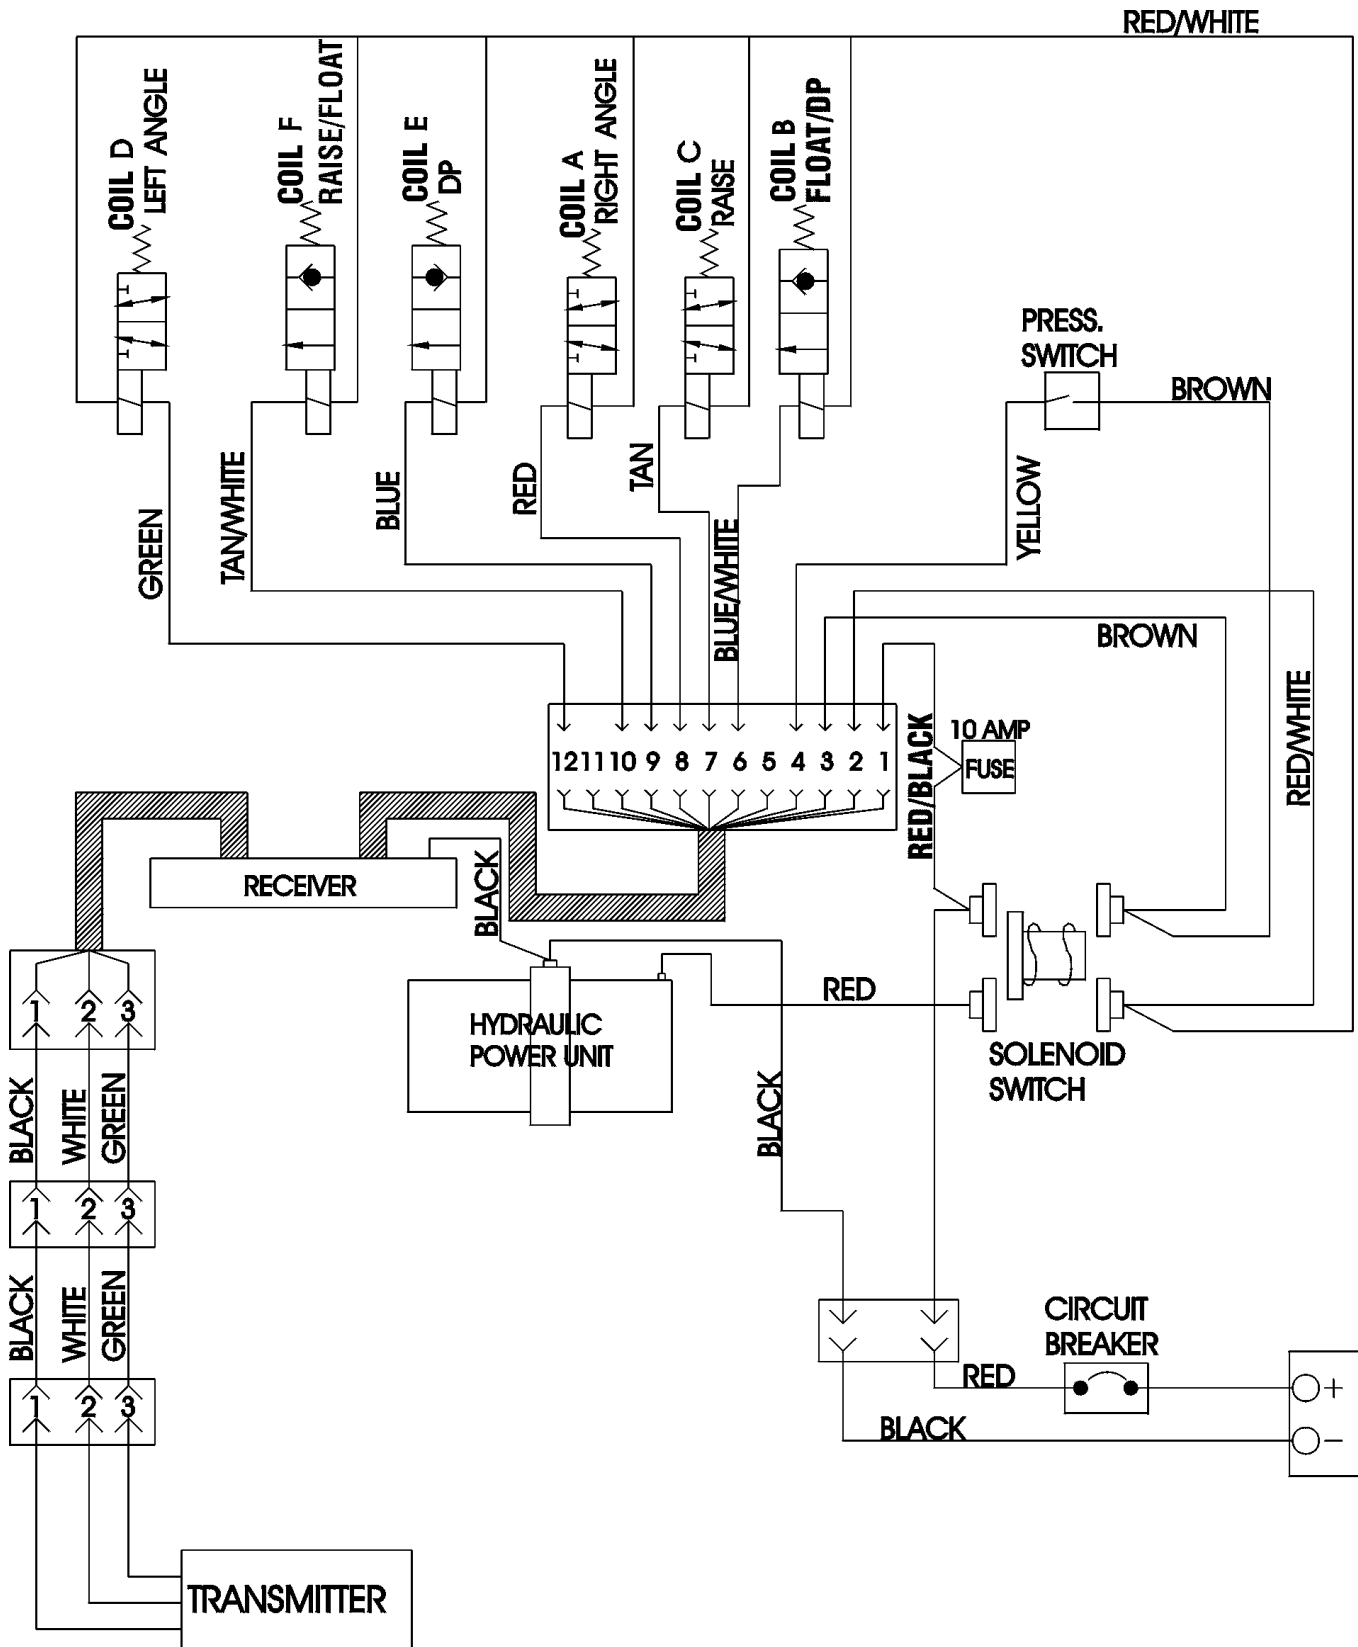 RED/WHITE
COIL D
LEFT ANGLE
COIL F
RAISE/FLOAT
COIL E
DP
COIL A
RIGHT ANGLE
COIL C
RAISE
COIL B
FLOAT/DP
PRESS.
SWITCH
BROWN
GREEN
TAN/WHITE
BLUE
RED
TAN
BLUE/WHITE
YELLOW
BROWN
RED/WHITE
RED/BLACK
10 AMP
FUSE
12 11 10 9 8 7 6 5 4 3 2 1
RECEIVER
BLACK
RED
HYDRAULIC
POWER UNIT
SOLENOID
SWITCH
1 2 3
BLACK
WHITE
GREEN
BLACK
1 2 3
BLACK
WHITE
GREEN
CIRCUIT
BREAKER
RED
+
BLACK
−
1 2 3
TRANSMITTER